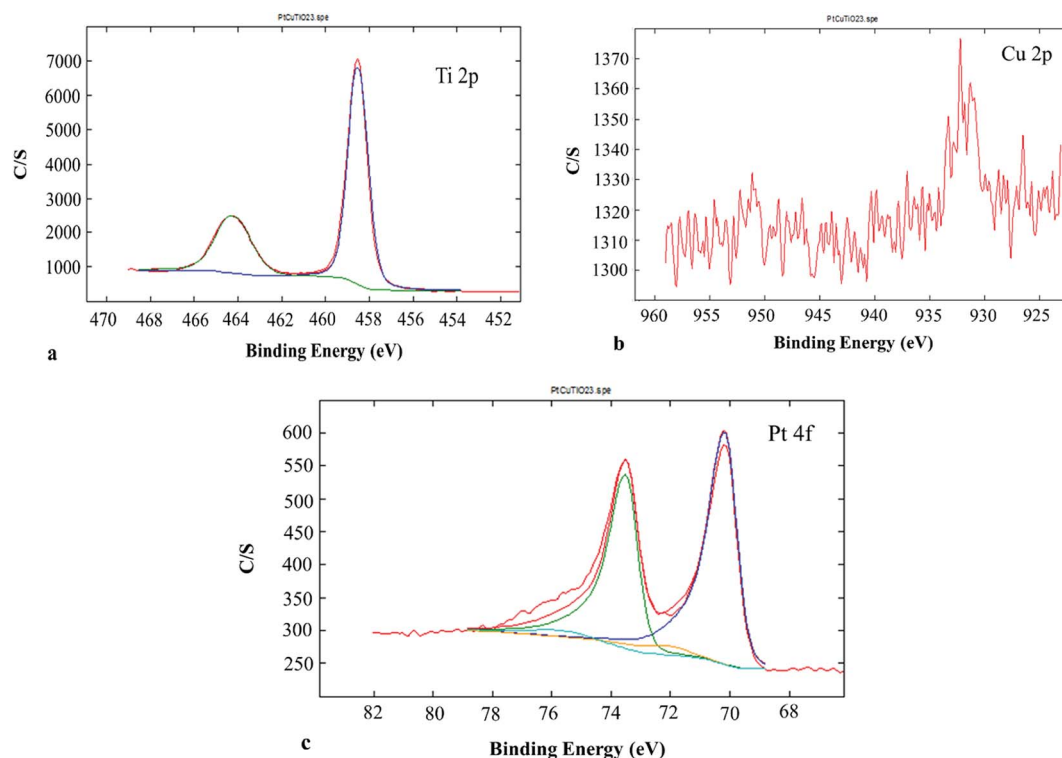 PtCuTIO23.spe
Ti 2p
7000
6000
5000
4000
3000
2000
1000
C/S
470 468 466 464 462 460 458 456 454 452
Binding Energy (eV)
a
PtCuTIO23.spe
Cu 2p
1370
1360
1350
1340
1330
1320
1310
1300
C/S
960 955 950 945 940 935 930 925
Binding Energy (eV)
b
PtCuTIO23.spe
Pt 4f
600
550
500
450
400
350
300
250
C/S
82 80 78 76 74 72 70 68
Binding Energy (eV)
c